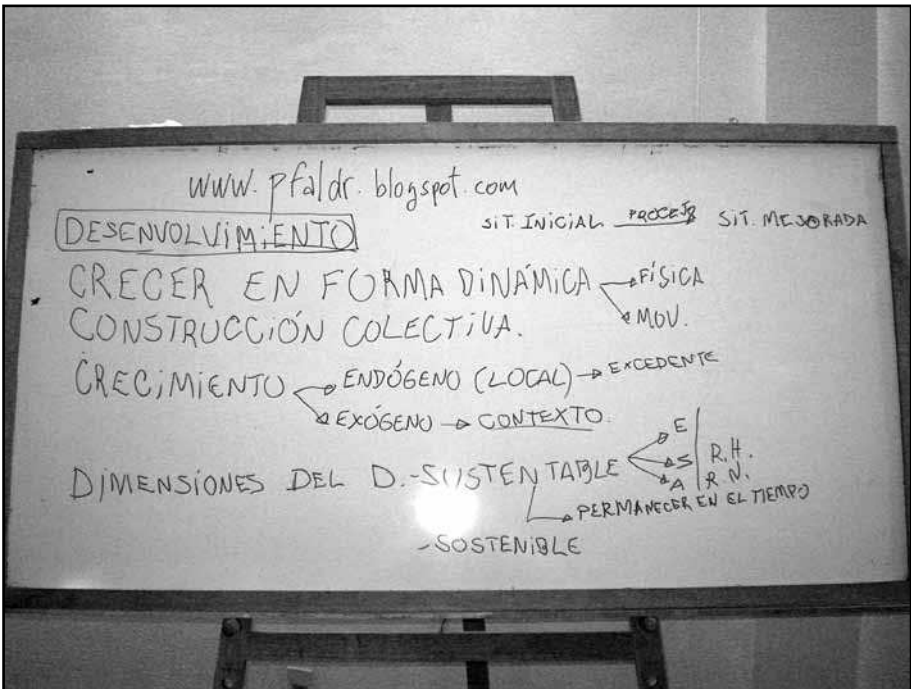 www.pfaldr.blogspot.com
DESENVOLVIMIENTO
SIT. INICIAL PROCESO SIT. MEJORADA
CRECER EN FORMA DINÁMICA → FÍSICA
→ MOV.
CONSTRUCCIÓN COLECTIVA.
CRECIMIENTO → ENDÓGENO (LOCAL) → EXCEDENTE
→ EXÓGENO → CONTEXTO.
DIMENSIONES DEL D.-SUSTENTABLE → E
→ S R.H.
→ A R.N.
→ PERMANECER EN EL TIEMPO
-SOSTENIBLE